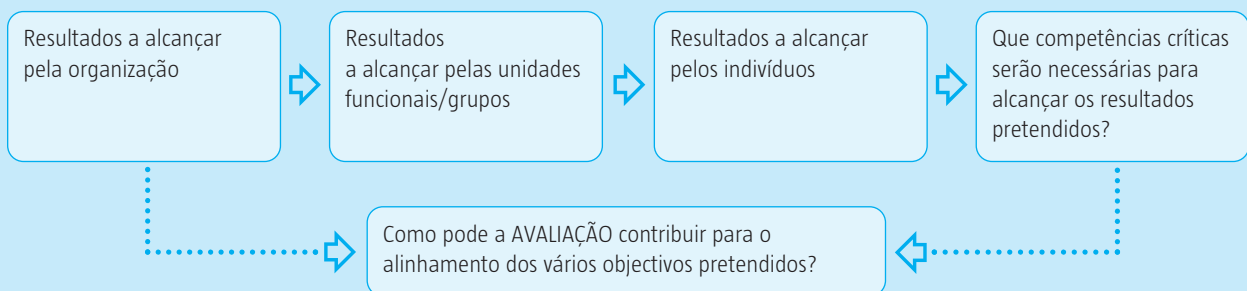 Resultados a alcançar
pela organização
Resultados
a alcançar pelas unidades
funcionais/grupos
Resultados a alcançar
pelos indivíduos
Que competências críticas
serão necessárias para
alcançar os resultados
pretendidos?
Como pode a AVALIAÇÃO contribuir para o
alinhamento dos vários objectivos pretendidos?